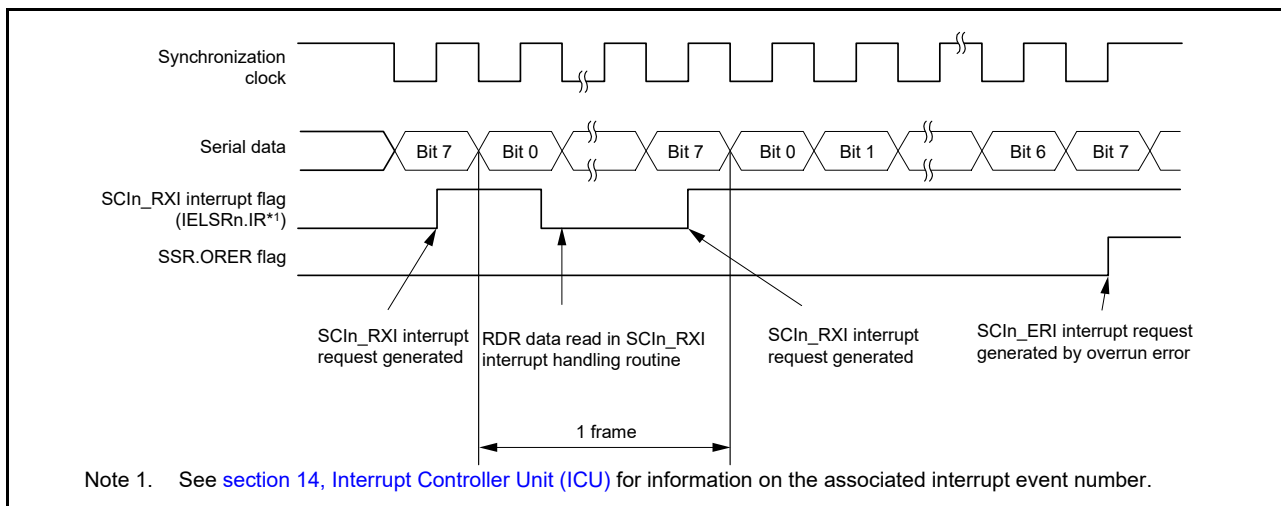 Synchronization
clock
Serial data
Bit 7
Bit 0
Bit 7
Bit 0
Bit 1
Bit 6
Bit 7
SCIn_RXI interrupt flag
(IELSRn.IR*1)
SSR.ORER flag
SCIn_RXI interrupt
request generated
RDR data read in SCIn_RXI
interrupt handling routine
SCIn_RXI interrupt
request generated
SCIn_ERI interrupt request
generated by overrun error
1 frame
Note 1. See section 14, Interrupt Controller Unit (ICU) for information on the associated interrupt event number.